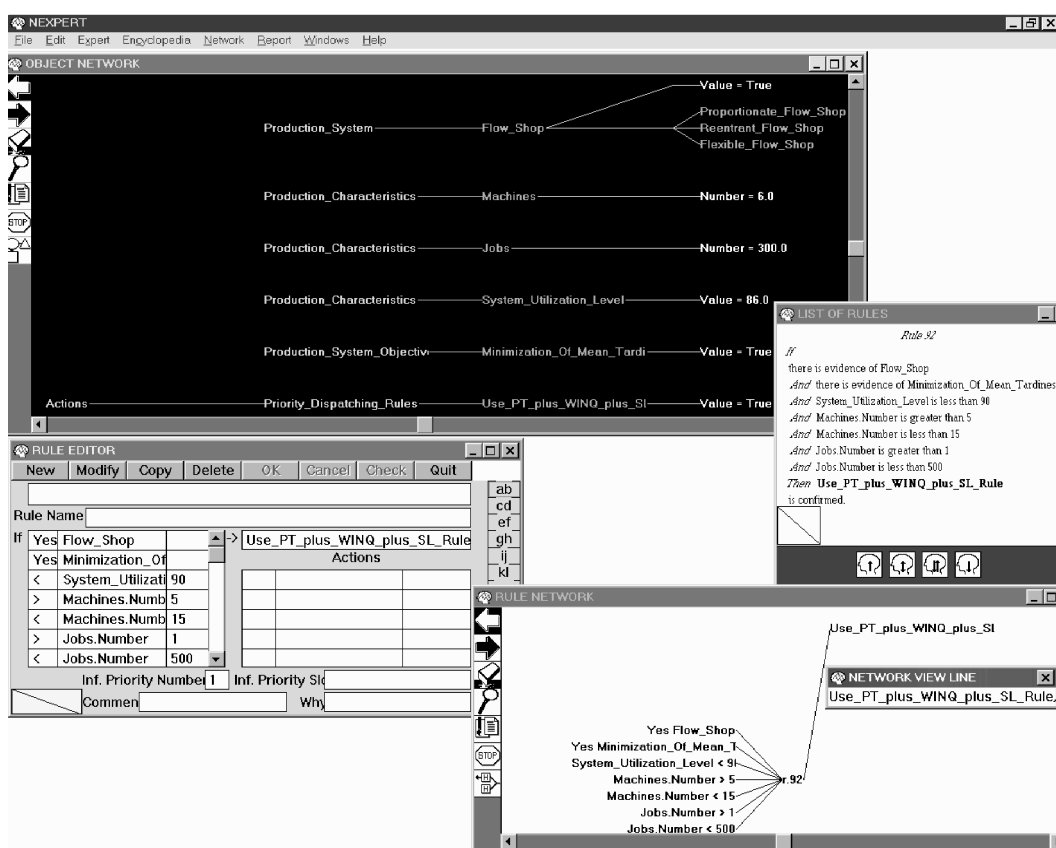 NEXPERT
File Edit Expert Encyclopedia Network Report Windows Help
OBJECT NETWORK
Value = True
Proportionate_Flow_Shop
Production_System Flow_Shop Reentrant_Flow_Shop
Flexible_Flow_Shop
Production_Characteristics Machines Number = 6.0
STOP
Production_Characteristics Jobs Number = 300.0
Production_Characteristics System_Utilization_Level Value = 86.0
Production_System_Objectiv Minimization_Of_Mean_Tardi Value = True
Actions Priority_Dispatching_Rules Use_PT_plus_WINQ_plus_Sl Value = True
LIST OF RULES
Rule 92
If
there is evidence of Flow_Shop
And there is evidence of Minimization_Of_Mean_Tardines
And System_Utilization_Level is less than 90
And Machines.Number is greater than 5
And Machines.Number is less than 15
And Jobs.Number is greater than 1
And Jobs.Number is less than 500
Then Use_PT_plus_WINQ_plus_SL_Rule
is confirmed.
RULE EDITOR
New Modify Copy Delete OK Cancel Check Quit
ab
cd
ef
gh
ij
kl
Rule Name
If Yes Flow_Shop -> Use_PT_plus_WINQ_plus_SL_Rule
Yes Minimization_Of Actions
< System_Utilizati 90
> Machines.Numb 5
< Machines.Numb 15
> Jobs.Number 1
< Jobs.Number 500
Inf. Priority Number 1 Inf. Priority Slo
Commen Why
RULE NETWORK
Use_PT_plus_WINQ_plus_Sl
NETWORK VIEW LINE
Use_PT_plus_WINQ_plus_SL_Rule,
STOP
Yes Flow_Shop
Yes Minimization_Of_Mean_T
System_Utilization_Level < 9
Machines.Number > 5 r.92
Machines.Number < 15
Jobs.Number > 1
Jobs.Number < 500